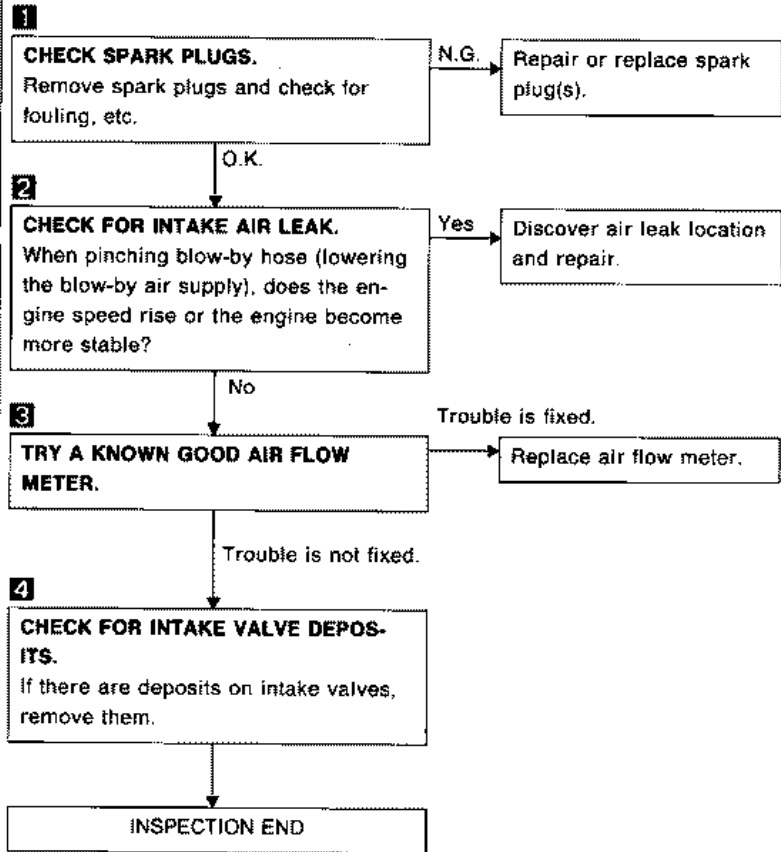 1
CHECK SPARK PLUGS.
Remove spark plugs and check for
fouling, etc.
N.G.
Repair or replace spark
plug(s).
O.K.
2
CHECK FOR INTAKE AIR LEAK.
When pinching blow-by hose (lowering
the blow-by air supply), does the en-
gine speed rise or the engine become
more stable?
Yes
Discover air leak location
and repair.
No
3
TRY A KNOWN GOOD AIR FLOW
METER.
Trouble is fixed.
Replace air flow meter.
Trouble is not fixed.
4
CHECK FOR INTAKE VALVE DEPOS-
ITS.
If there are deposits on intake valves,
remove them.
INSPECTION END